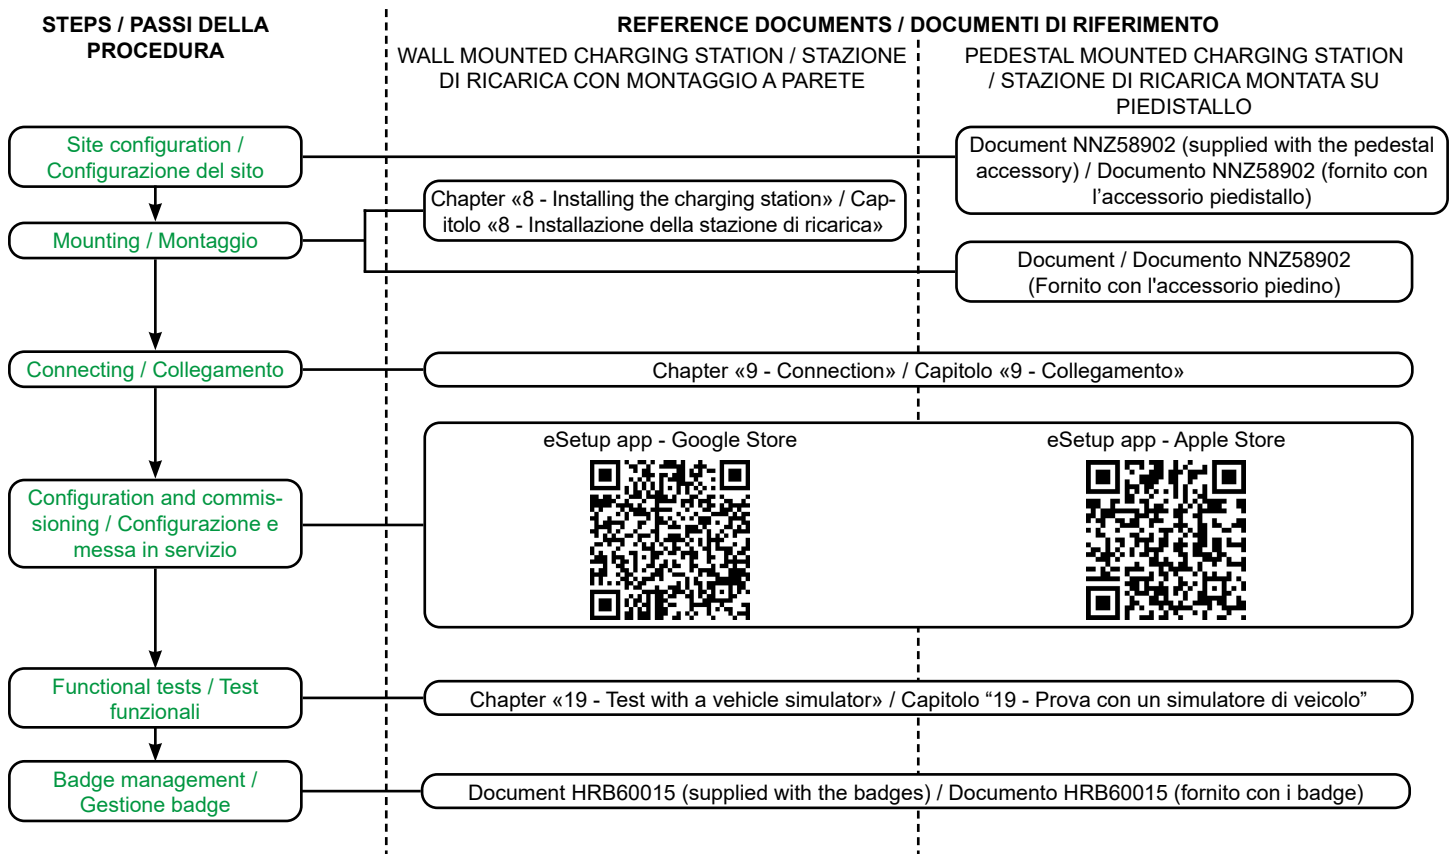 STEPS / PASSI DELLA
PROCEDURA
REFERENCE DOCUMENTS / DOCUMENTI DI RIFERIMENTO
WALL MOUNTED CHARGING STATION / STAZIONE
DI RICARICA CON MONTAGGIO A PARETE
PEDESTAL MOUNTED CHARGING STATION
/ STAZIONE DI RICARICA MONTATA SU
PIEDISTALLO
Site configuration /
Configurazione del sito
Document NNZ58902 (supplied with the pedestal
accessory) / Documento NNZ58902 (fornito con
l’accessorio piedistallo)
Mounting / Montaggio
Chapter «8 - Installing the charging station» / Cap-
itolo «8 - Installazione della stazione di ricarica»
Document / Documento NNZ58902
(Fornito con l'accessorio piedino)
Connecting / Collegamento
Chapter «9 - Connection» / Capitolo «9 - Collegamento»
Configuration and commis-
sioning / Configurazione e
messa in servizio
eSetup app - Google Store
eSetup app - Apple Store
Functional tests / Test
funzionali
Chapter «19 - Test with a vehicle simulator» / Capitolo “19 - Prova con un simulatore di veicolo”
Badge management /
Gestione badge
Document HRB60015 (supplied with the badges) / Documento HRB60015 (fornito con i badge)